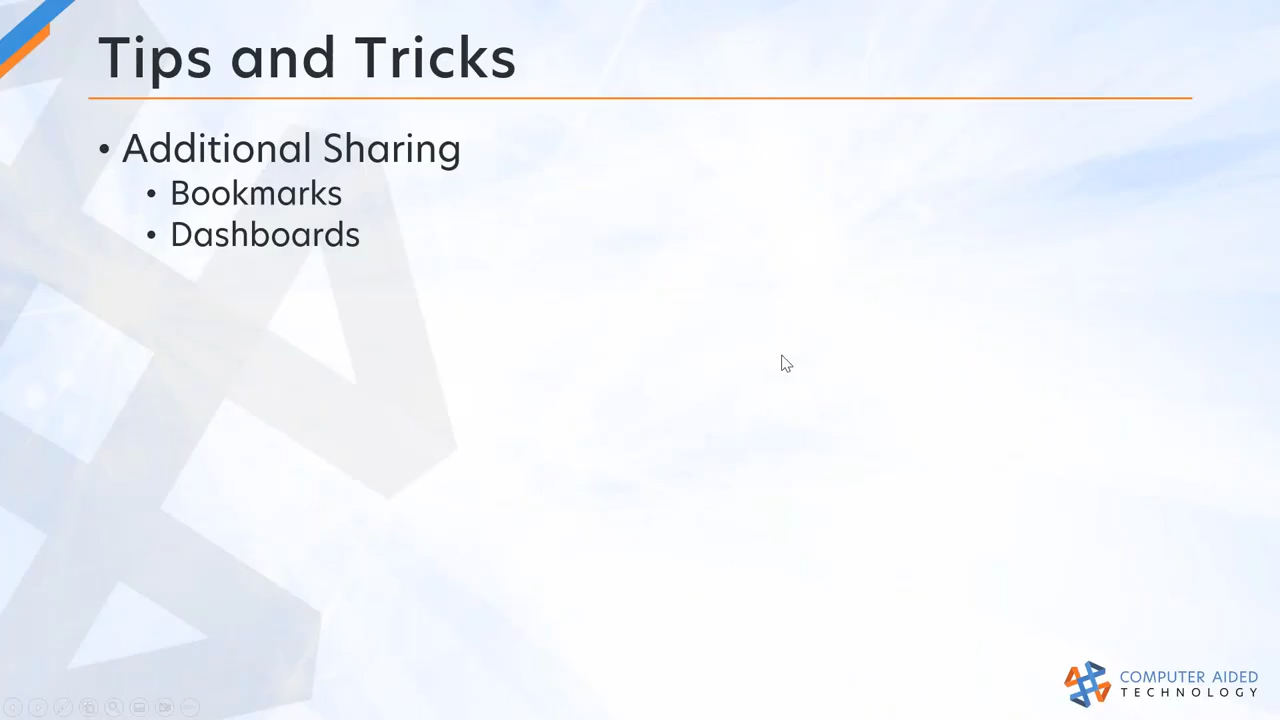 Tips and Tricks
• Additional Sharing
• Bookmarks
• Dashboards
COMPUTER AIDED
TECHNOLOGY